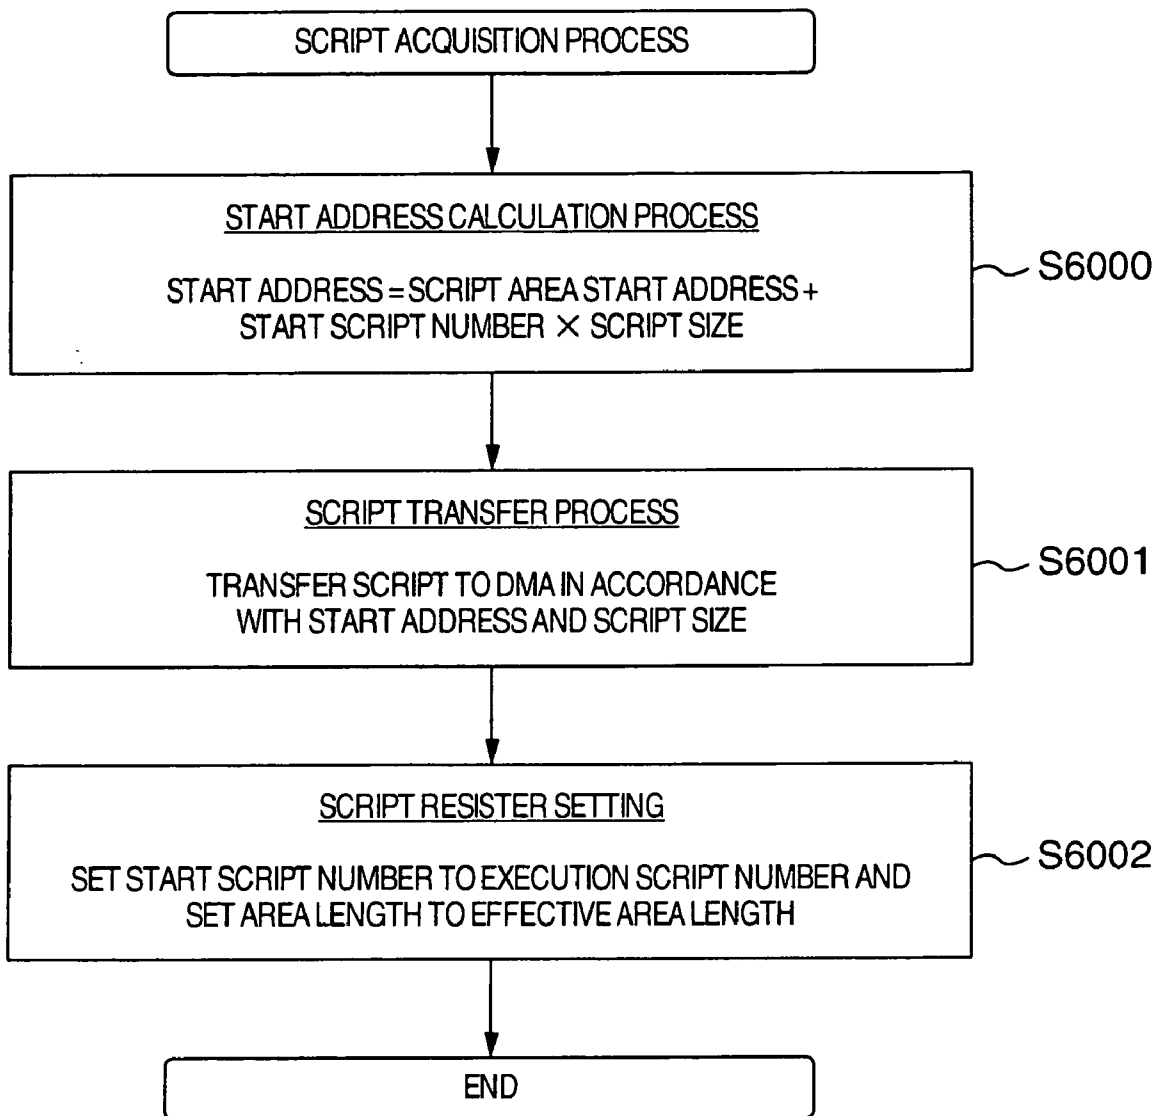 SCRIPT ACQUISITION PROCESS
START ADDRESS CALCULATION PROCESS
START ADDRESS = SCRIPT AREA START ADDRESS +
START SCRIPT NUMBER × SCRIPT SIZE
S6000
SCRIPT TRANSFER PROCESS
TRANSFER SCRIPT TO DMA IN ACCORDANCE
WITH START ADDRESS AND SCRIPT SIZE
S6001
SCRIPT RESISTER SETTING
SET START SCRIPT NUMBER TO EXECUTION SCRIPT NUMBER AND
SET AREA LENGTH TO EFFECTIVE AREA LENGTH
S6002
END